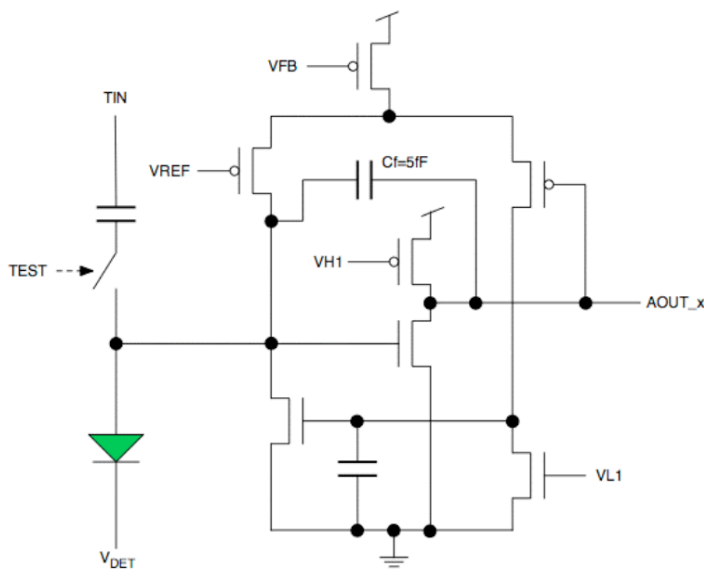 VFB
TIN
Cf=5fF
VREF
VH1
TEST
AOUT_x
VL1
VDET